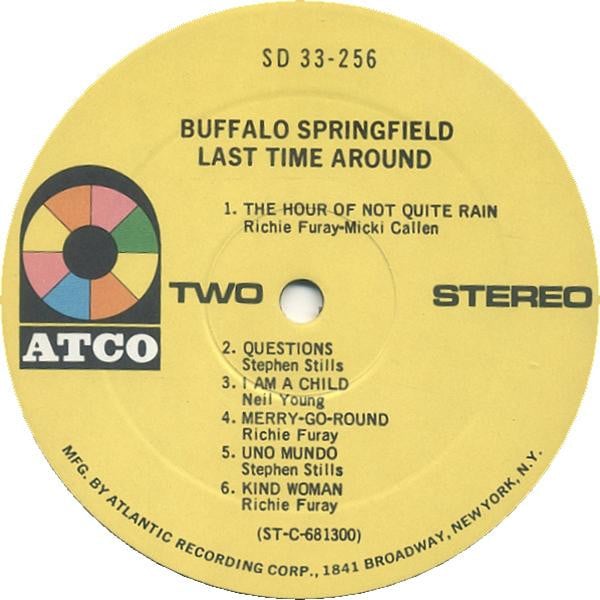 SD 33-256
BUFFALO SPRINGFIELD
LAST TIME AROUND
1. THE HOUR OF NOT QUITE RAIN
Richie Furay-Micki Callen
ATCO
TWO
STEREO
2. QUESTIONS
Stephen Stills
3. I AM A CHILD
Neil Young
4. MERRY-GO-ROUND
Richie Furay
5. UNO MUNDO
Stephen Stills
6. KIND WOMAN
Richie Furay
(ST-C-681300)
MFG. BY ATLANTIC RECORDING CORP., 1841 BROADWAY, NEW YORK, N.Y.